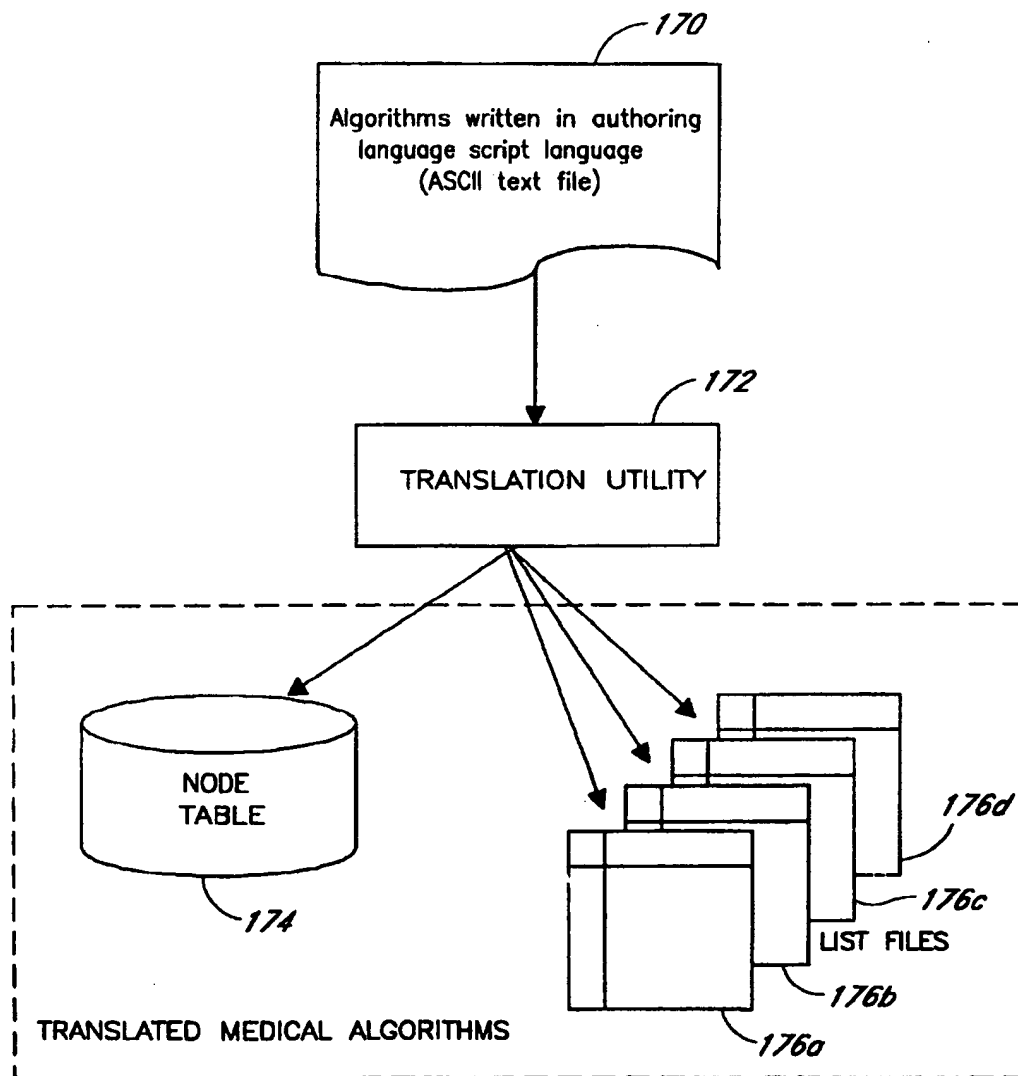 170
Algorithms written in authoring
language script language
(ASCII text file)
172
TRANSLATION UTILITY
NODE
TABLE
174
176d
176c
LIST FILES
176b
176a
TRANSLATED MEDICAL ALGORITHMS